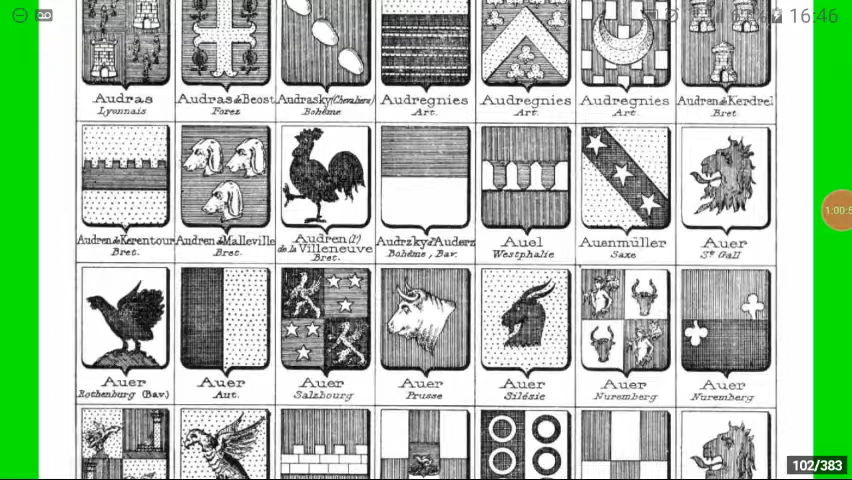 16:46
Audras
Lyonnais
Audras de Beost
Forez
Audrasky (Chevaliers)
Bohême
Audregnies
Art.
Audregnies
Art.
Audregnies
Art.
Audren de Kerdrel
Bret.
Audren de Kerentour
Bret.
Audren de Malleville
Bret.
Audren (l')
de la Villeneuve
Bret.
Audrzky d'Auderz
Bohême, Bav.
Auel
Westphalie
Auenmüller
Saxe
Auer
St Gall
Auer
Rothenburg (Bav.)
Auer
Aut.
Auer
Salzbourg
Auer
Prusse
Auer
Silésie
Auer
Nuremberg
Auer
Nuremberg
102/383